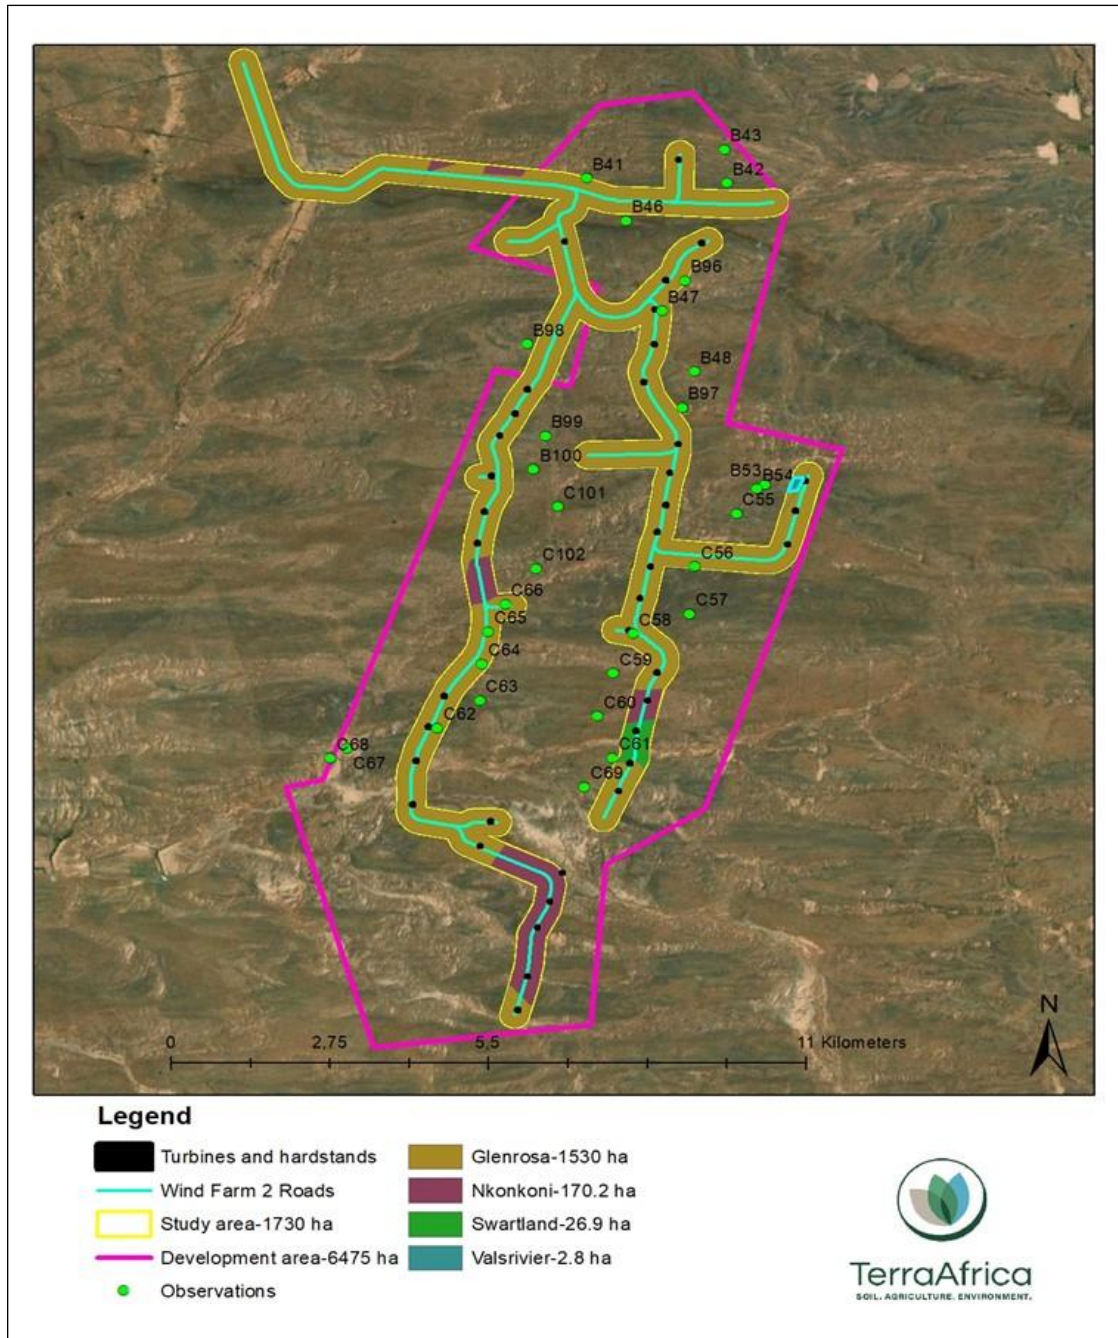 B43
B41
B42
B46
B96
B47
B98
B48
B97
B99
B100
B53
B54
C101
C55
C102
C56
C66
C65
C57
C58
C64
C59
C63
C60
C62
C61
C68
C67
C69
N
0 2.75 5.5 11 Kilometers
Legend
Turbines and hardstands
Wind Farm 2 Roads
Study area-1730 ha
Development area-6475 ha
Observations
Glenrosa-1530 ha
Nkonkoni-170.2 ha
Swartland-26.9 ha
Valsrivier-2.8 ha
TerraAfrica
SOIL. AGRICULTURE. ENVIRONMENT.